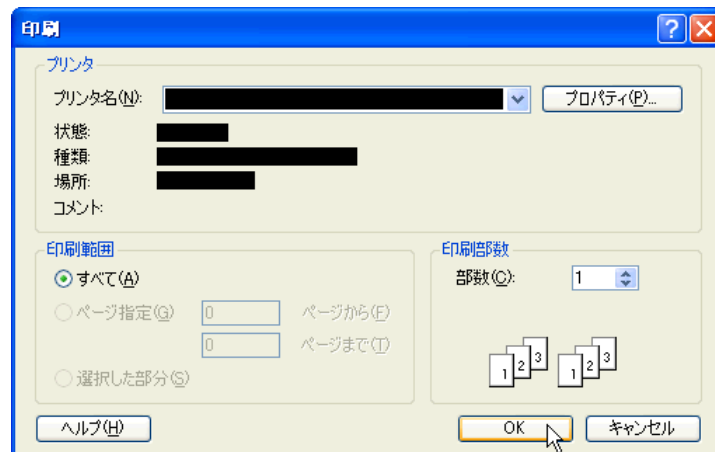 印刷
プリンタ
プリンタ名(N):
プロパティ(P)...
状態:
種類:
場所:
コメント:
印刷範囲
すべて(A)
ページ指定(G) 0 ページから(F)
0 ページまで(T)
選択した部分(S)
印刷部数
部数(C): 1
1 2 3 1 2 3
ヘルプ(H)
OK
キャンセル